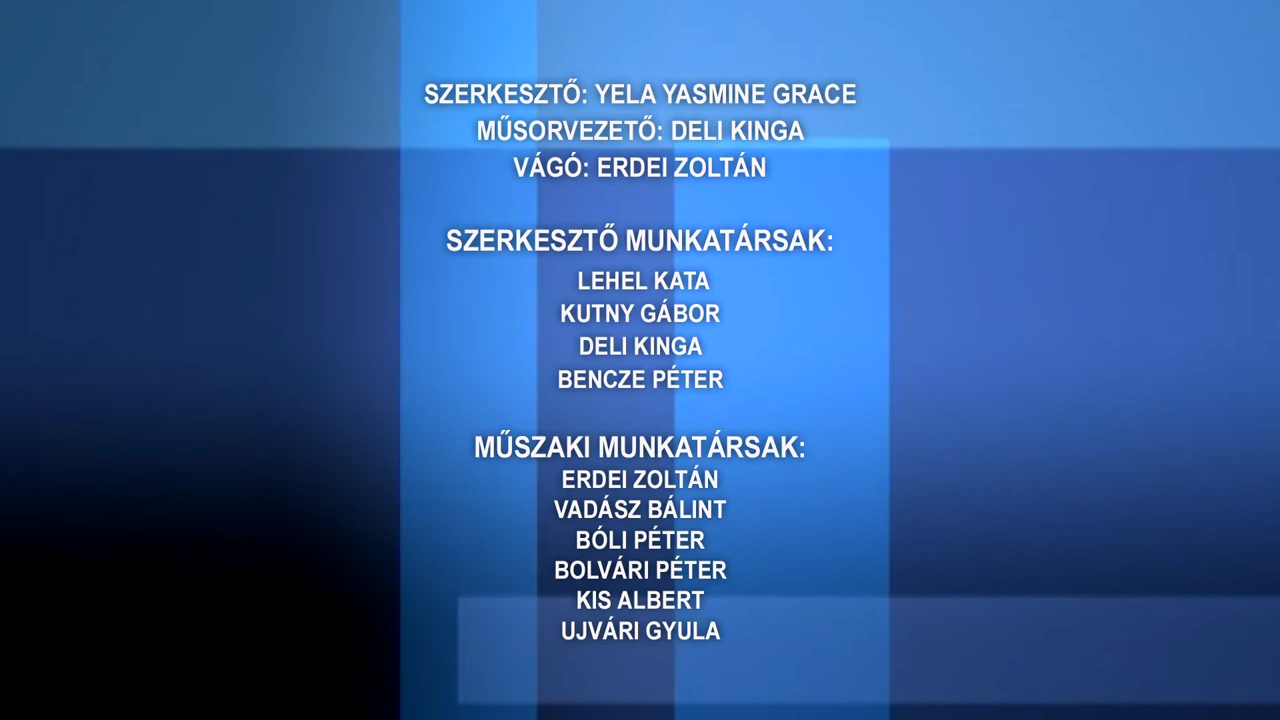 SZERKESZTŐ: YELA YASMINE GRACE
MŰSORVEZETŐ: DELI KINGA
VÁGÓ: ERDEI ZOLTÁN
SZERKESZTŐ MUNKATÁRSAK:
LEHEL KATA
KUTNY GÁBOR
DELI KINGA
BENCZE PÉTER
MŰSZAKI MUNKATÁRSAK:
ERDEI ZOLTÁN
VADÁSZ BÁLINT
BÓLI PÉTER
BOLVÁRI PÉTER
KIS ALBERT
UJVÁRI GYULA